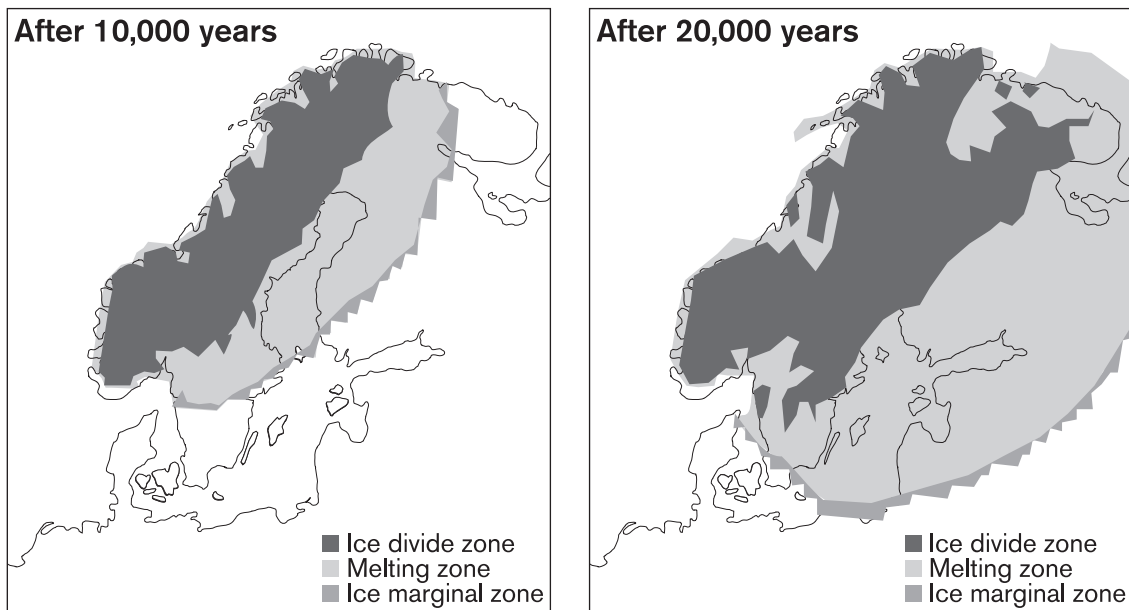 After 10,000 years
Ice divide zone
Melting zone
Ice marginal zone
After 20,000 years
Ice divide zone
Melting zone
Ice marginal zone